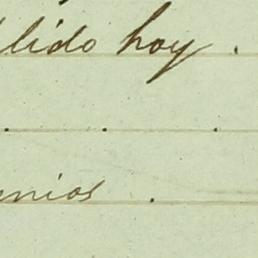 lido hoy .
. . .
nios .